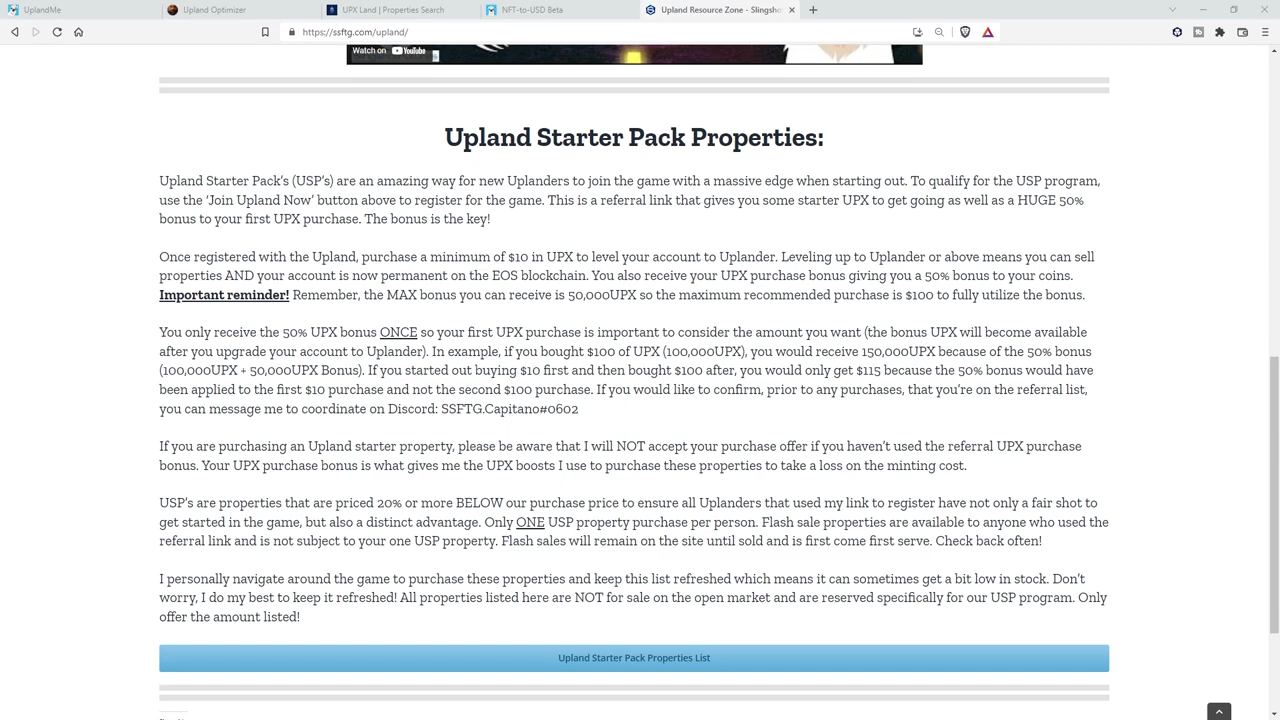 UplandMe
Upland Optimizer
UPX Land | Properties Search
NFT-to-USD Beta
Upland Resource Zone - Slingsho
https://ssftg.com/upland/
Watch on YouTube
Upland Starter Pack Properties:
Upland Starter Pack's (USP's) are an amazing way for new Uplanders to join the game with a massive edge when starting out. To qualify for the USP program,
use the 'Join Upland Now' button above to register for the game. This is a referral link that gives you some starter UPX to get going as well as a HUGE 50%
bonus to your first UPX purchase. The bonus is the key!
Once registered with the Upland, purchase a minimum of $10 in UPX to level your account to Uplander. Leveling up to Uplander or above means you can sell
properties AND your account is now permanent on the EOS blockchain. You also receive your UPX purchase bonus giving you a 50% bonus to your coins.
Important reminder! Remember, the MAX bonus you can receive is 50,000UPX so the maximum recommended purchase is $100 to fully utilize the bonus.
You only receive the 50% UPX bonus ONCE so your first UPX purchase is important to consider the amount you want (the bonus UPX will become available
after you upgrade your account to Uplander). In example, if you bought $100 of UPX (100,000UPX), you would receive 150,000UPX because of the 50% bonus
(100,000UPX + 50,000UPX Bonus). If you started out buying $10 first and then bought $100 after, you would only get $115 because the 50% bonus would have
been applied to the first $10 purchase and not the second $100 purchase. If you would like to confirm, prior to any purchases, that you're on the referral list,
you can message me to coordinate on Discord: SSFTG.Capitano#0602
If you are purchasing an Upland starter property, please be aware that I will NOT accept your purchase offer if you haven't used the referral UPX purchase
bonus. Your UPX purchase bonus is what gives me the UPX boosts I use to purchase these properties to take a loss on the minting cost.
USP's are properties that are priced 20% or more BELOW our purchase price to ensure all Uplanders that used my link to register have not only a fair shot to
get started in the game, but also a distinct advantage. Only ONE USP property purchase per person. Flash sale properties are available to anyone who used the
referral link and is not subject to your one USP property. Flash sales will remain on the site until sold and is first come first serve. Check back often!
I personally navigate around the game to purchase these properties and keep this list refreshed which means it can sometimes get a bit low in stock. Don't
worry, I do my best to keep it refreshed! All properties listed here are NOT for sale on the open market and are reserved specifically for our USP program. Only
offer the amount listed!
Upland Starter Pack Properties List